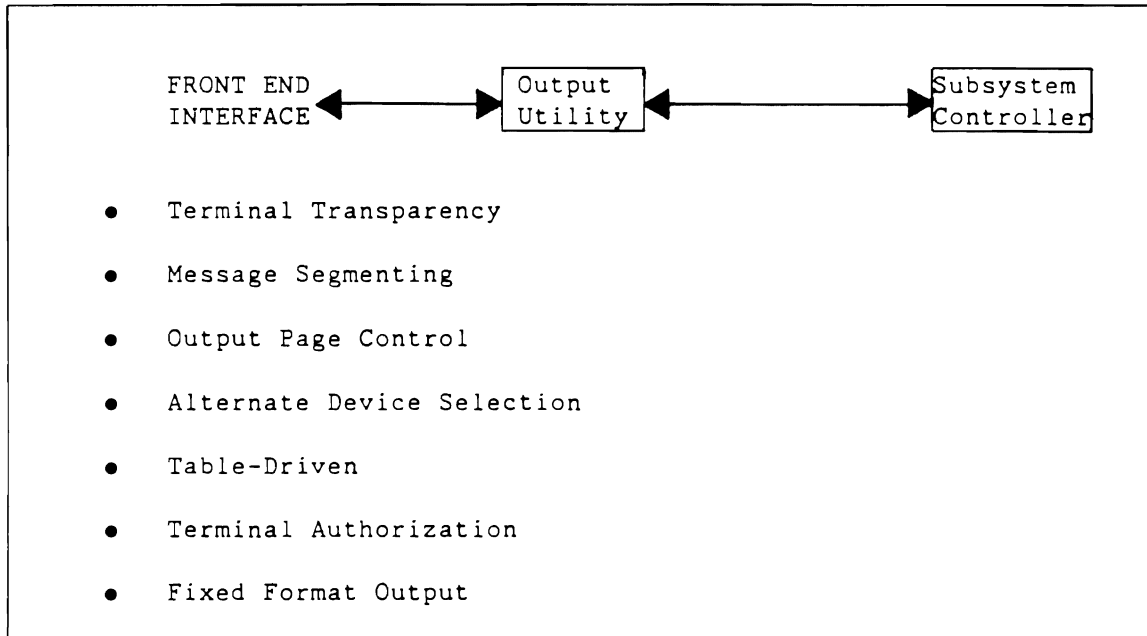 FRONT END
INTERFACE
Output
Utility
Subsystem
Controller
● Terminal Transparency
● Message Segmenting
● Output Page Control
● Alternate Device Selection
● Table-Driven
● Terminal Authorization
● Fixed Format Output